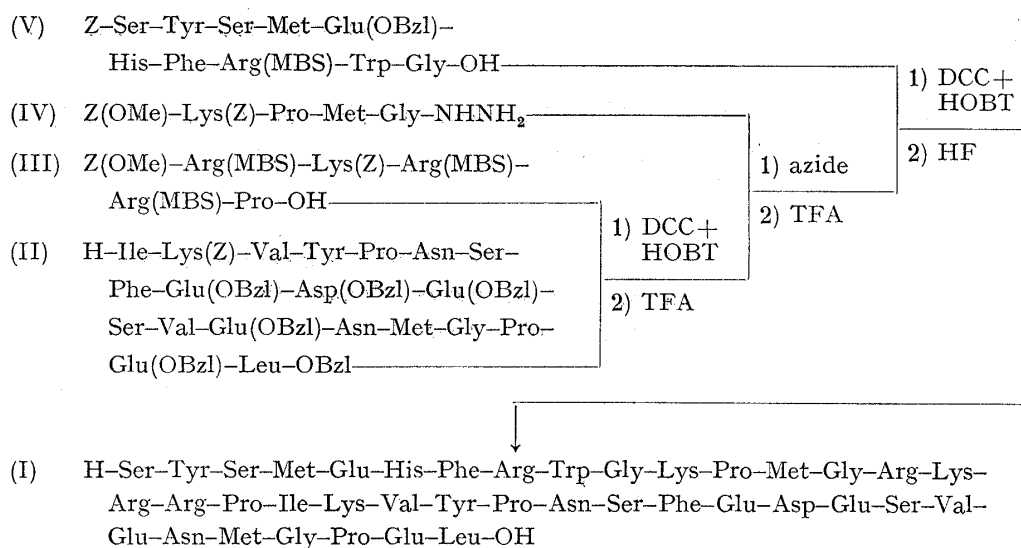 (V) Z–Ser–Tyr–Ser–Met–Glu(OBzl)–
His–Phe–Arg(MBS)–Trp–Gly–OH
1) DCC+
HOBT
2) HF
(IV) Z(OMe)–Lys(Z)–Pro–Met–Gly–NHNH₂
1) azide
2) TFA
(III) Z(OMe)–Arg(MBS)–Lys(Z)–Arg(MBS)–
Arg(MBS)–Pro–OH
1) DCC+
HOBT
2) TFA
(II) H–Ile–Lys(Z)–Val–Tyr–Pro–Asn–Ser–
Phe–Glu(OBzl)–Asp(OBzl)–Glu(OBzl)–
Ser–Val–Glu(OBzl)–Asn–Met–Gly–Pro–
Glu(OBzl)–Leu–OBzl
(I) H–Ser–Tyr–Ser–Met–Glu–His–Phe–Arg–Trp–Gly–Lys–Pro–Met–Gly–Arg–Lys–
Arg–Arg–Pro–Ile–Lys–Val–Tyr–Pro–Asn–Ser–Phe–Glu–Asp–Glu–Ser–Val–
Glu–Asn–Met–Gly–Pro–Glu–Leu–OH